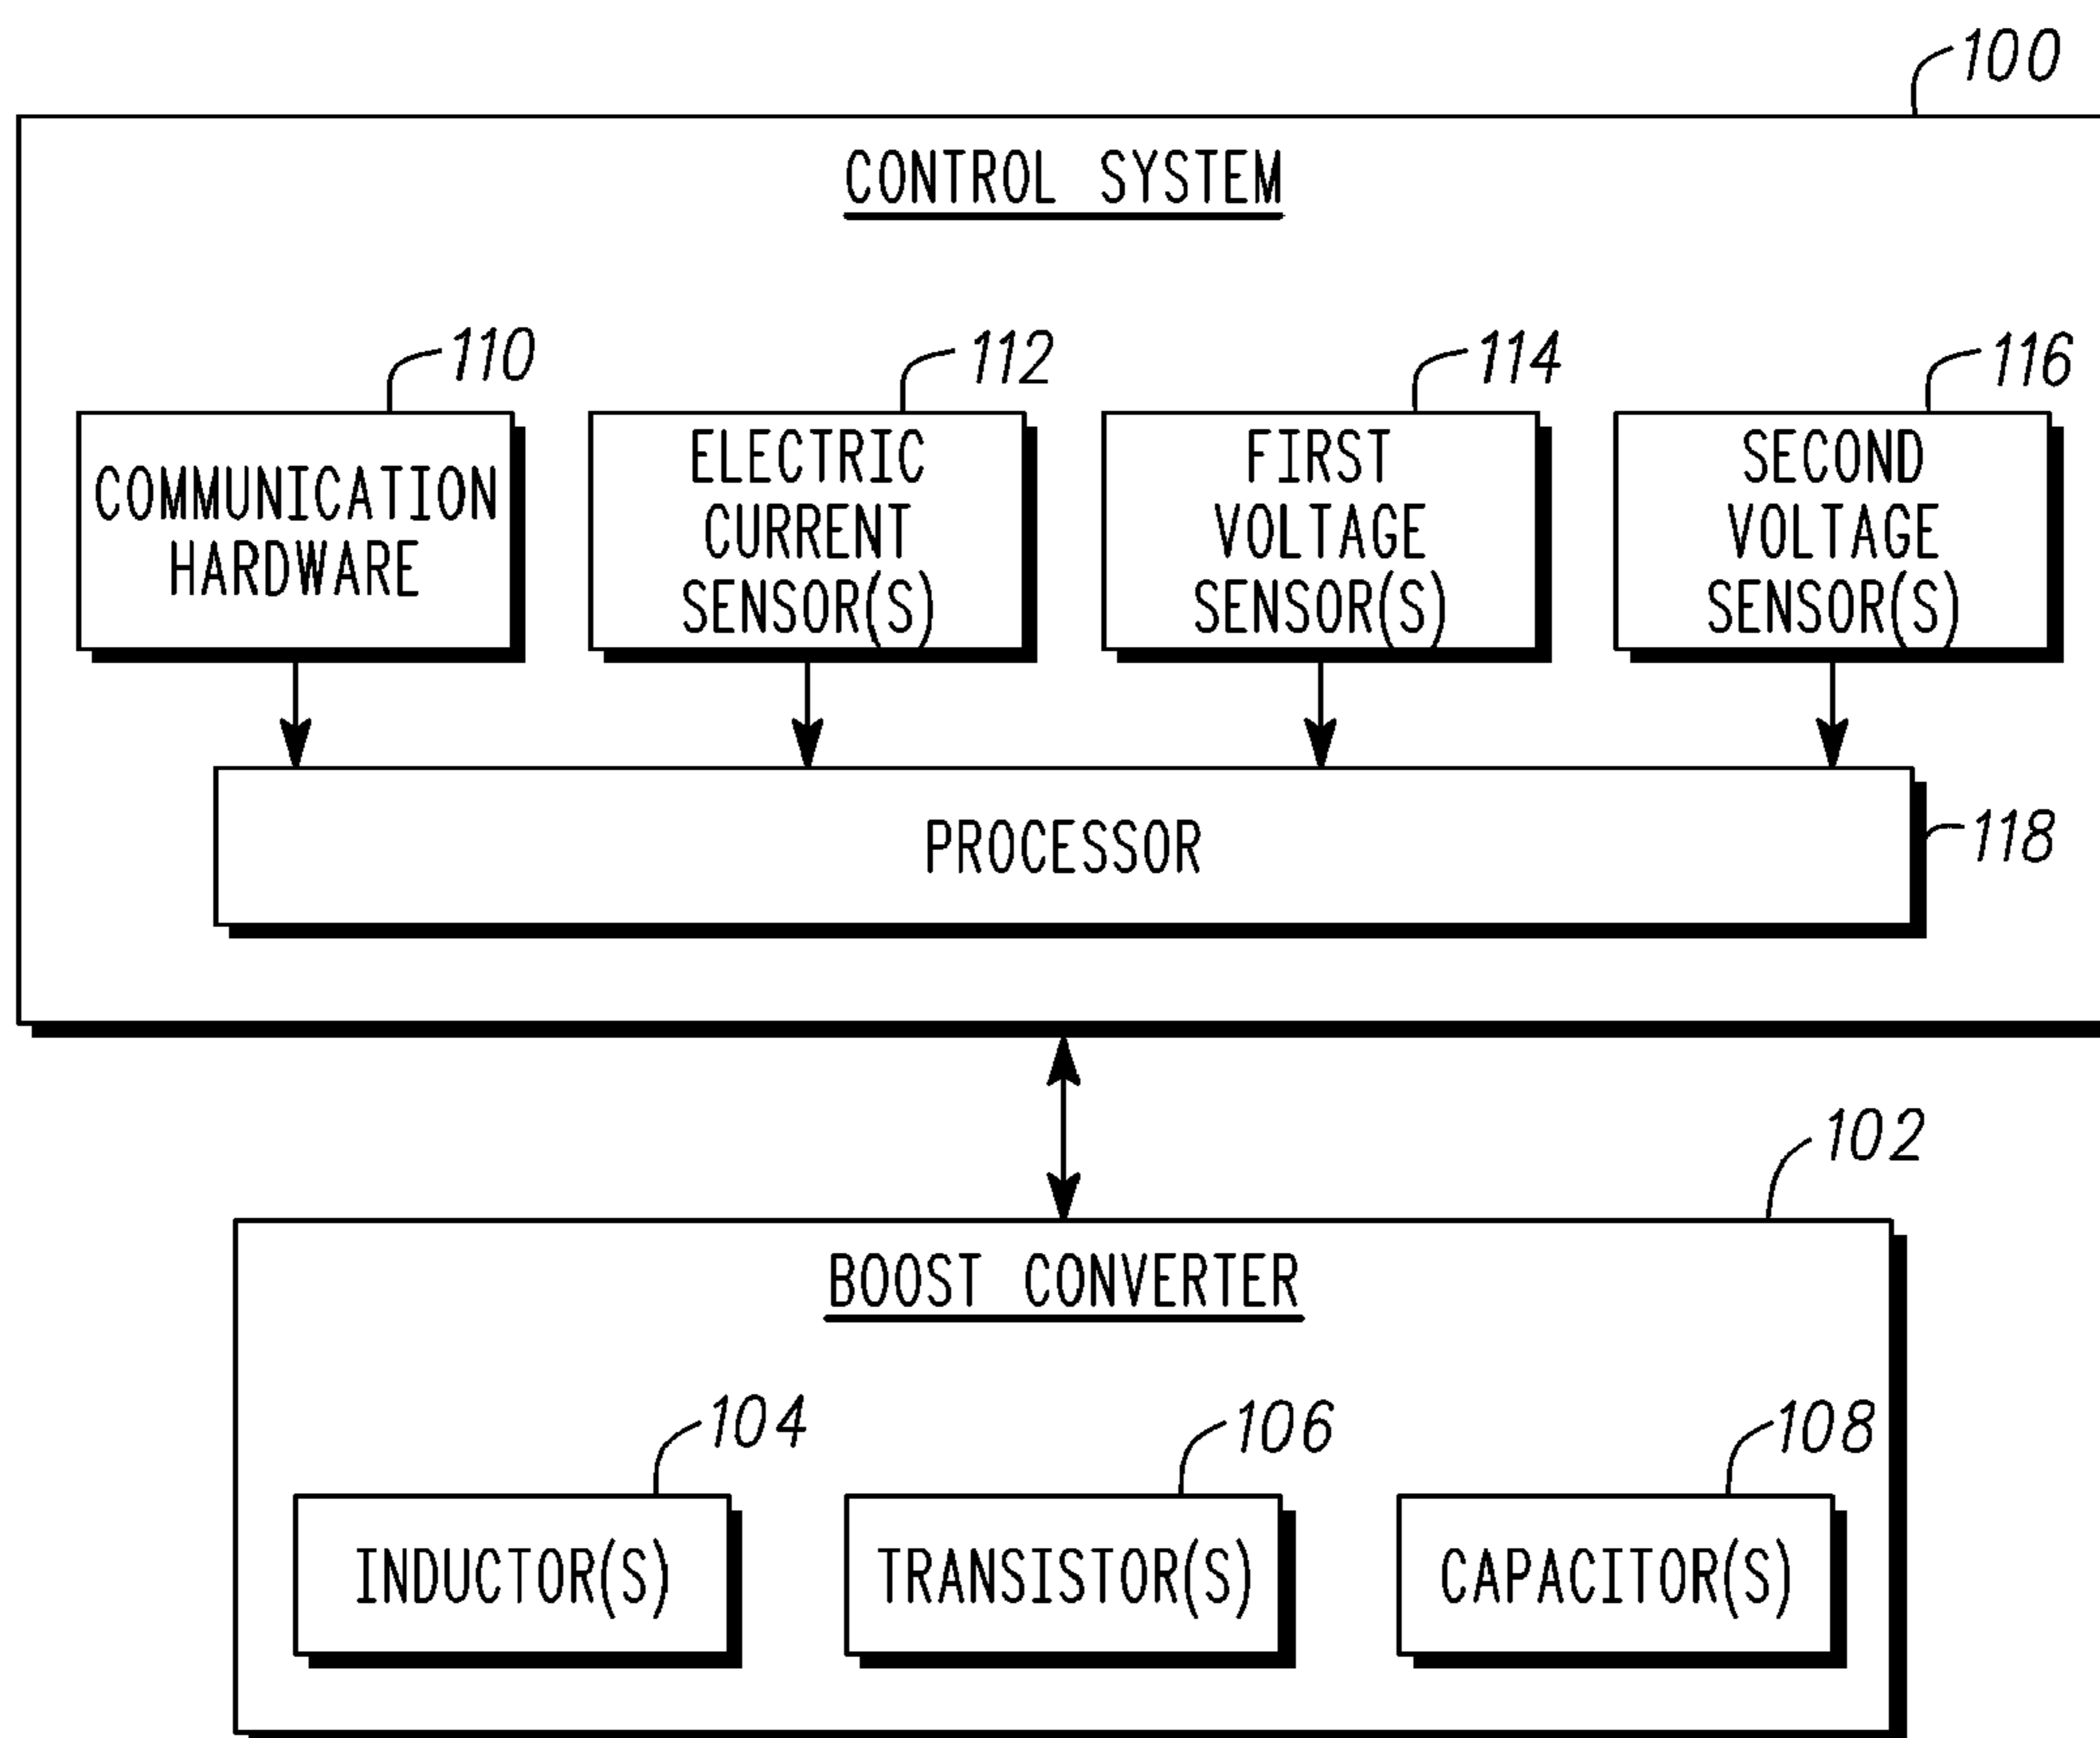 100
CONTROL SYSTEM
110
112
114
116
COMMUNICATION
HARDWARE
ELECTRIC
CURRENT
SENSOR(S)
FIRST
VOLTAGE
SENSOR(S)
SECOND
VOLTAGE
SENSOR(S)
PROCESSOR
118
102
BOOST CONVERTER
104
106
108
INDUCTOR(S)
TRANSISTOR(S)
CAPACITOR(S)